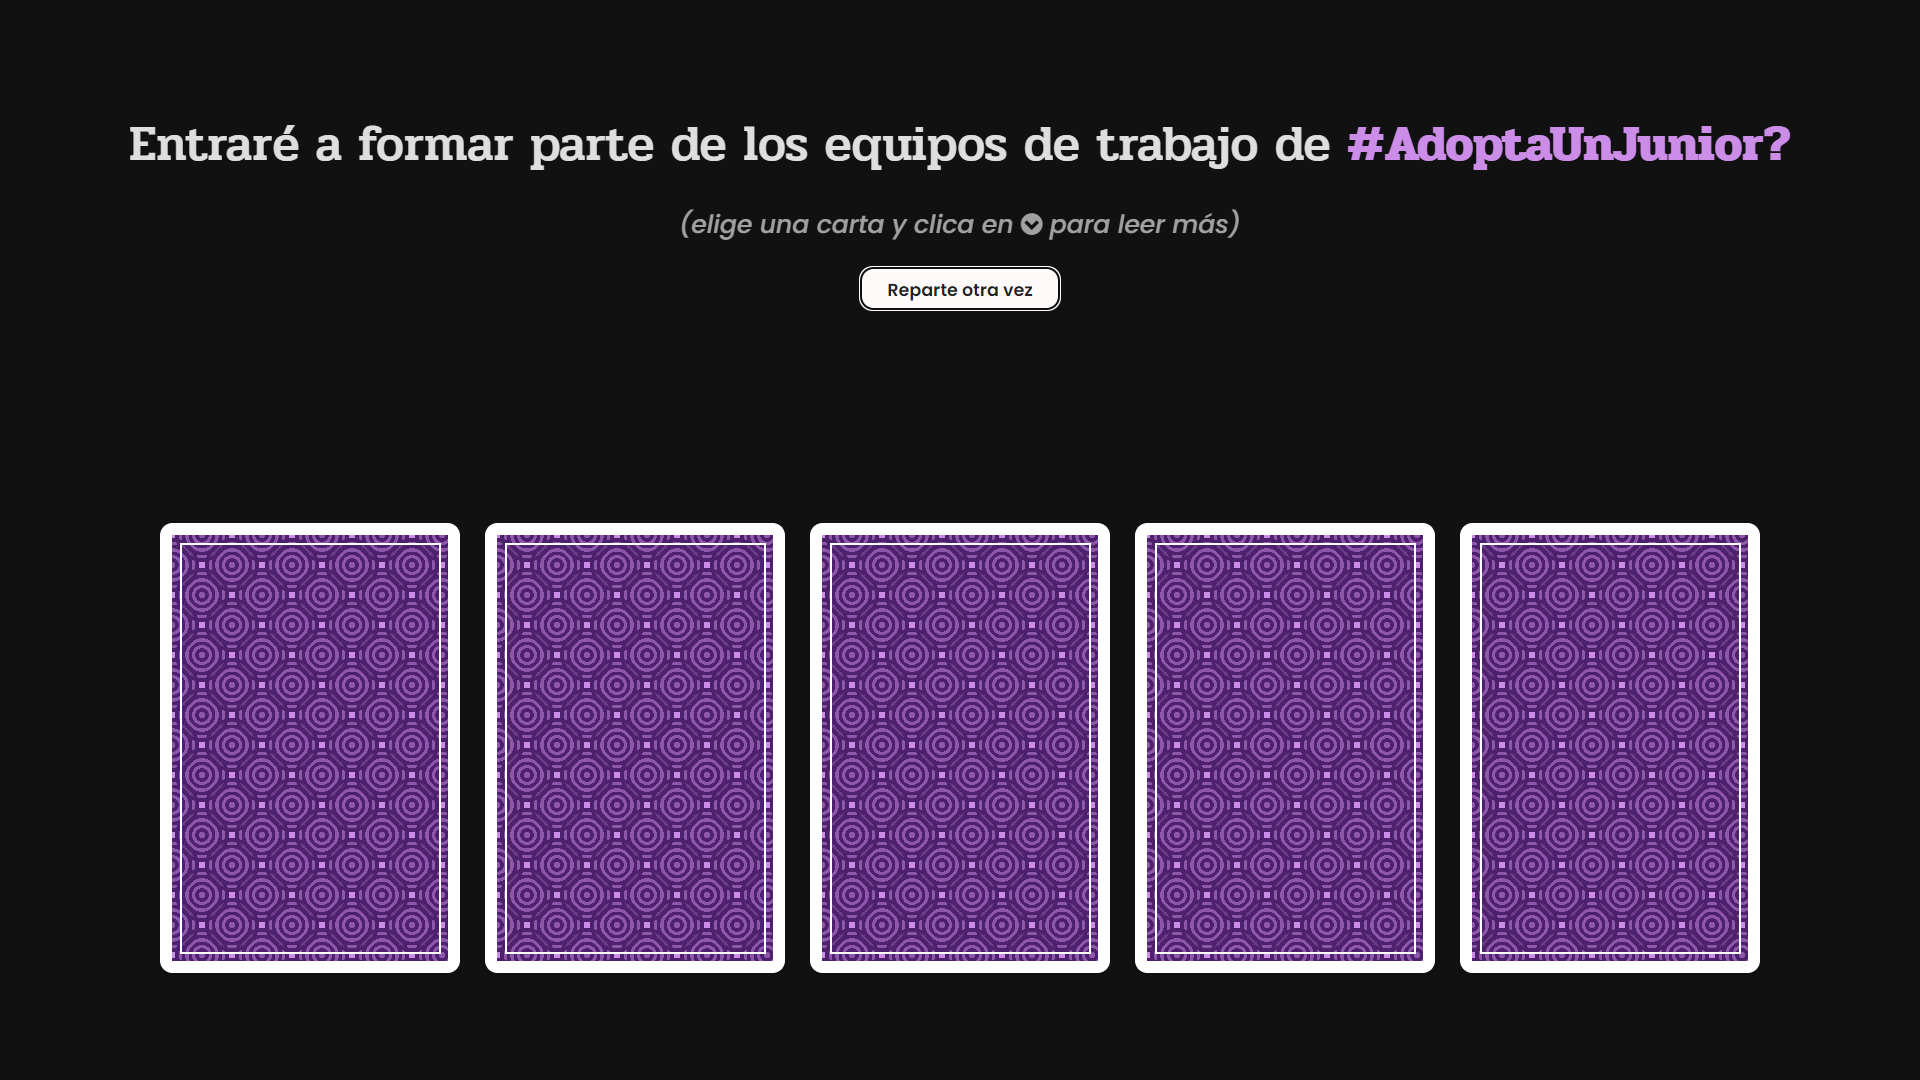 Entraré a formar parte de los equipos de trabajo de #AdoptaUnJunior?
(elige una carta y clica en para leer más)
Reparte otra vez